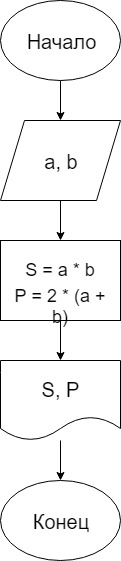 Начало
a, b
S = a * b
P = 2 * (a +
b)
S, P
Конец